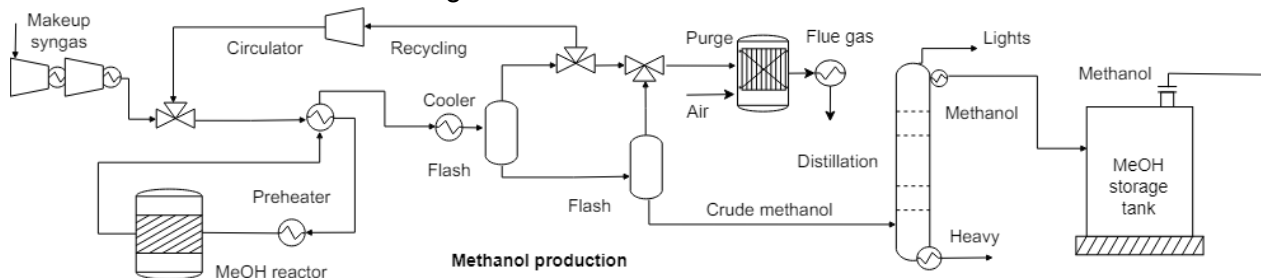 Makeup
syngas
Circulator
Recycling
Purge
Flue gas
Lights
Cooler
Air
Methanol
Methanol
Flash
Distillation
MeOH
storage
tank
Preheater
Flash
Crude methanol
Heavy
MeOH reactor
Methanol production